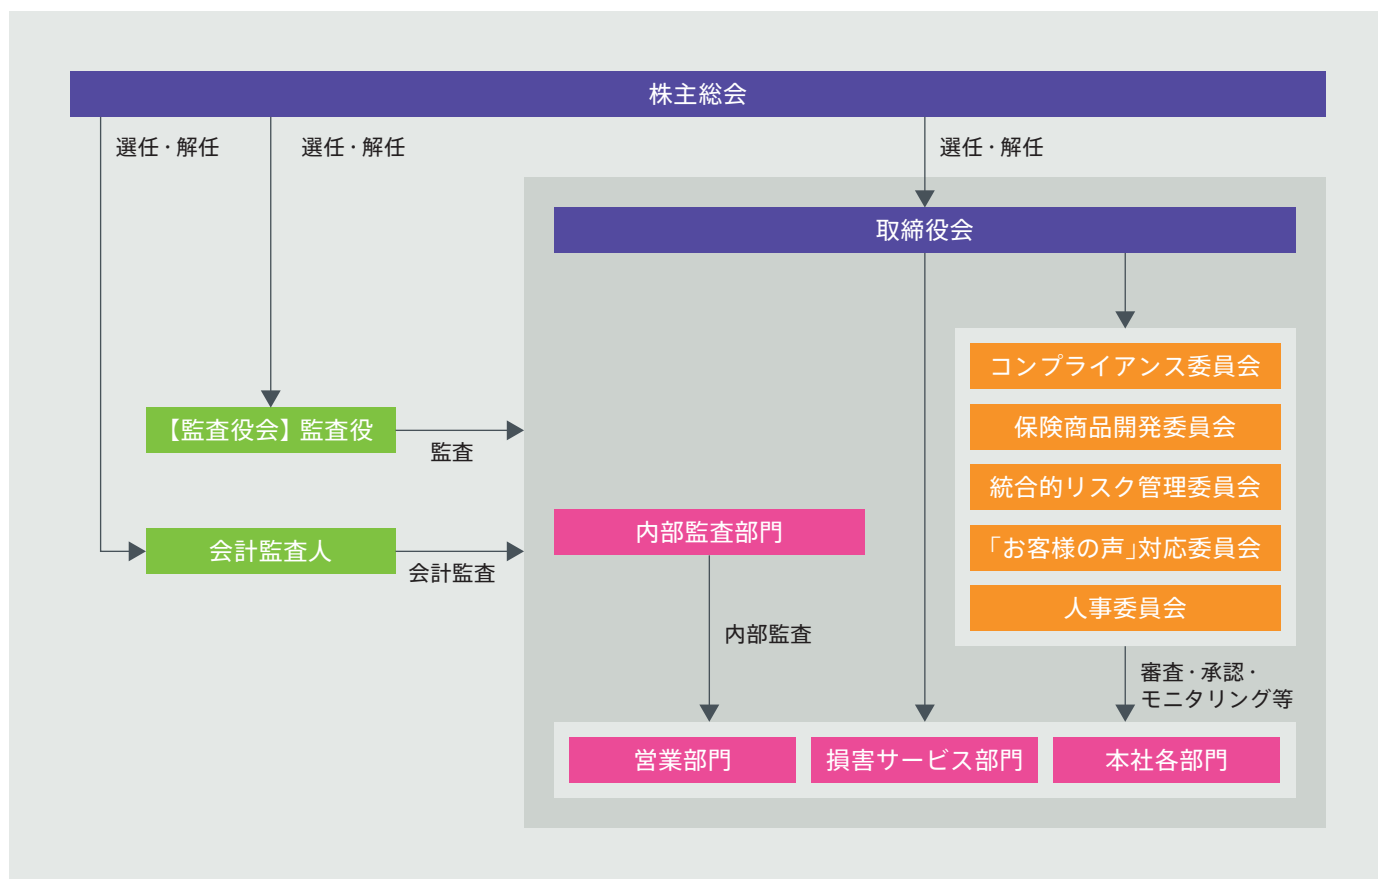 株主総会
選任・解任
選任・解任
選任・解任
取締役会
コンプライアンス委員会
保険商品開発委員会
統合的リスク管理委員会
「お客様の声」対応委員会
人事委員会
【監査役会】監査役
監査
会計監査人
会計監査
内部監査部門
内部監査
審査・承認・
モニタリング等
営業部門
損害サービス部門
本社各部門